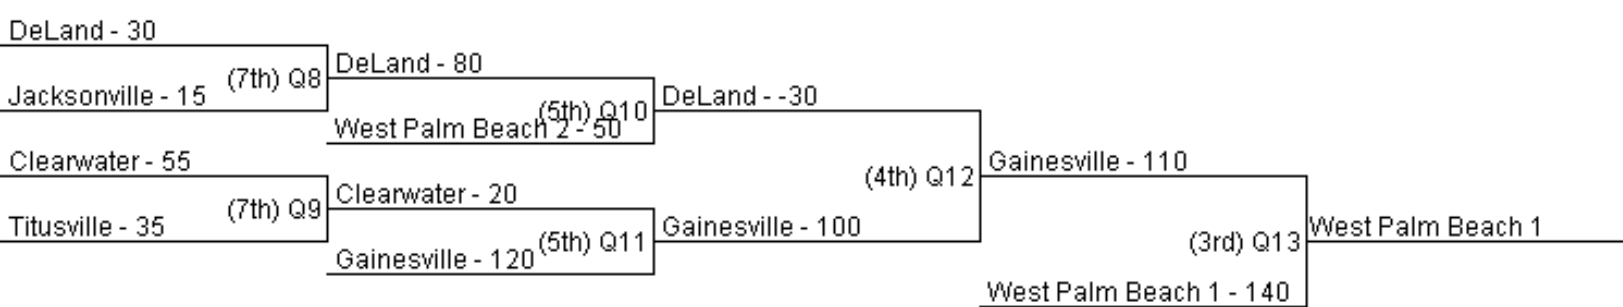 DeLand - 30
(7th) Q8
Jacksonville - 15
DeLand - 80
(5th) Q10
West Palm Beach 2 - 50
DeLand - -30
Clearwater - 55
(7th) Q9
Titusville - 35
Clearwater - 20
(5th) Q11
Gainesville - 120
Gainesville - 100
(4th) Q12
Gainesville - 110
(3rd) Q13
West Palm Beach 1 - 140
West Palm Beach 1